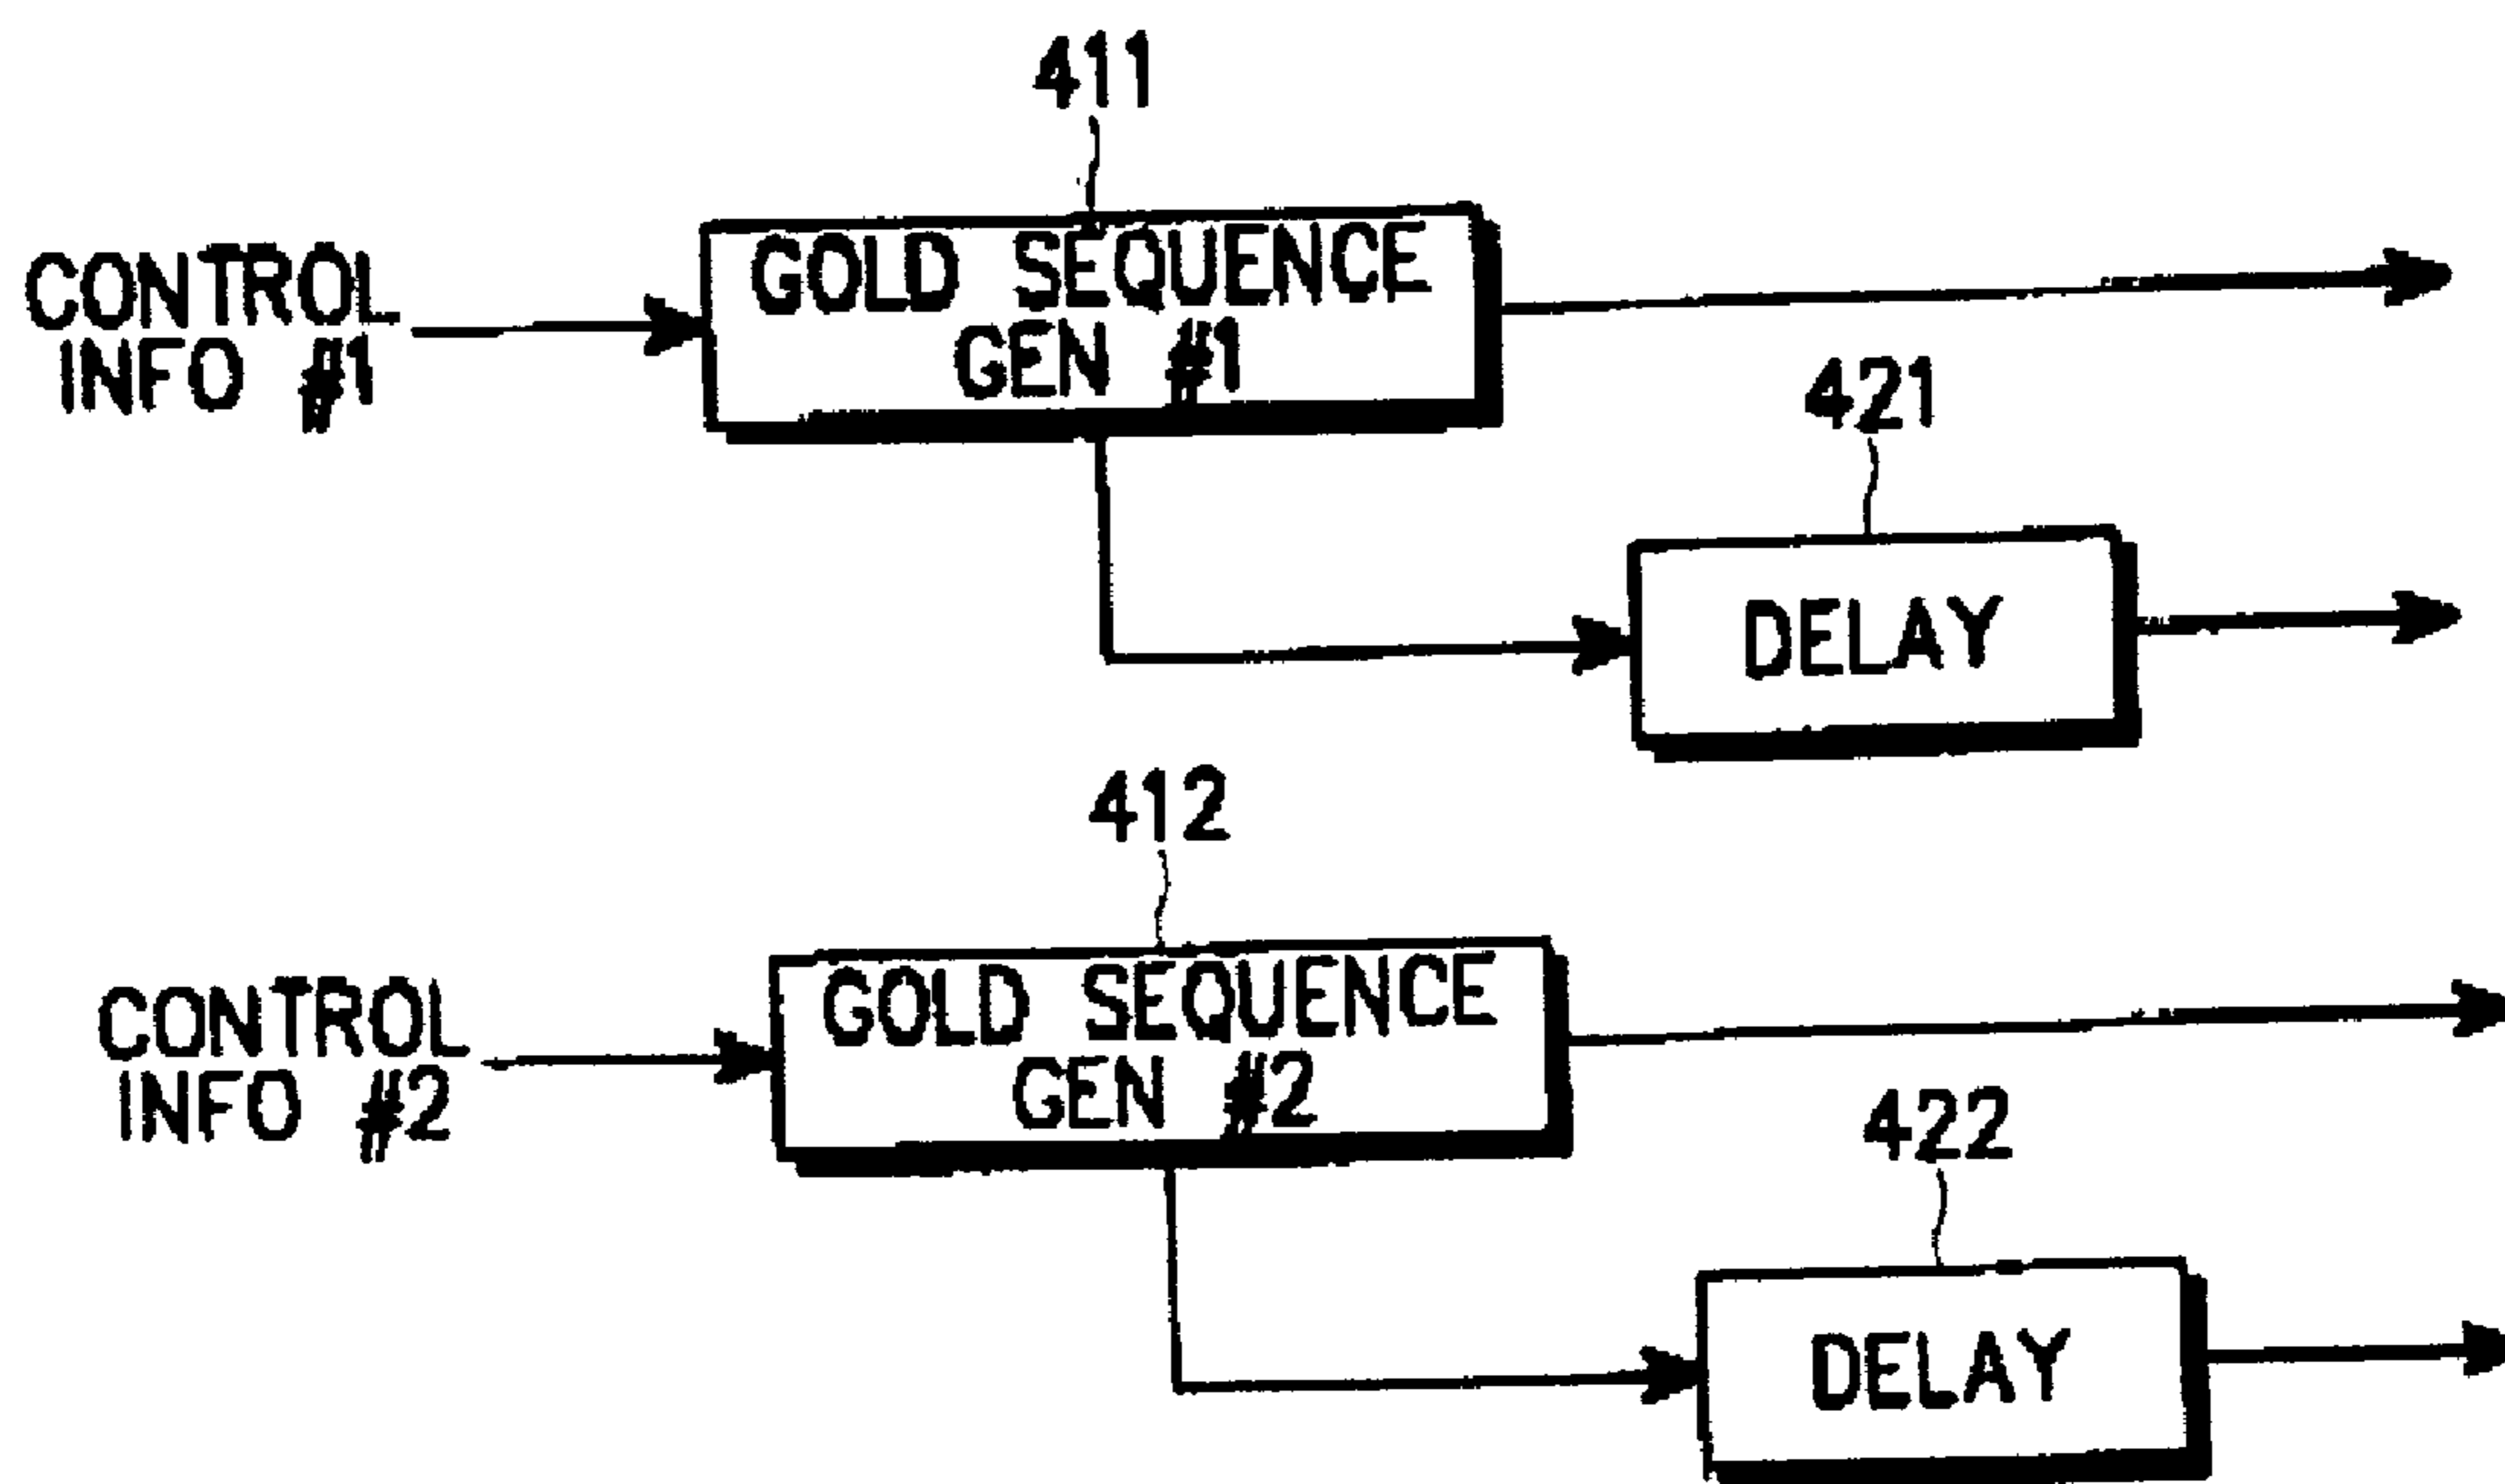 411
CONTROL
INFO #1
GOLD SEQUENCE
GEN #1
421
DELAY
412
CONTROL
INFO #2
GOLD SEQUENCE
GEN #2
422
DELAY